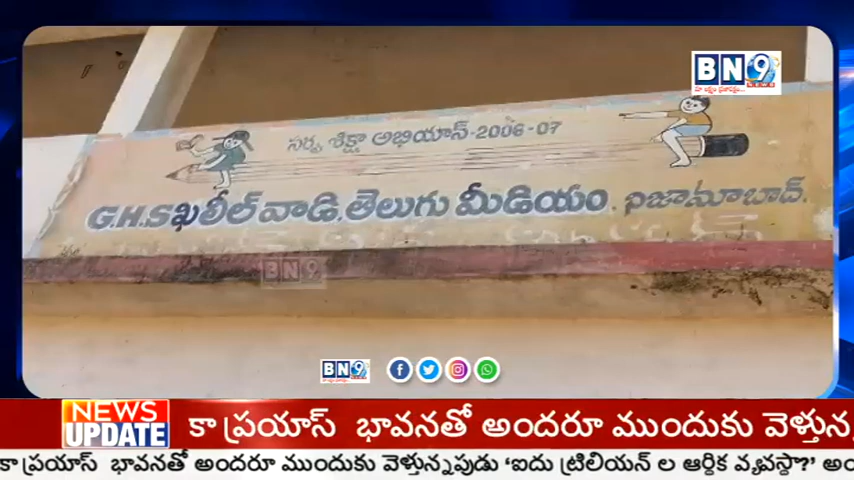 BN9
NEWS
సర్వ శిక్షా అభియాన్-2006-07
G.H.S ఖలీల్ వాడి, తెలుగు మీడియం. నిజామాబాద్.
BN9
BN9
NEWS UPDATE
కా ప్రయాస్ భావనతో అందరూ ముందుకు వెళ్తున్న
కా ప్రయాస్ భావనతో అందరూ ముందుకు వెళ్తున్నపుడు ‘ఐదు ట్రిలియన్ ల ఆర్థిక వ్యవస్థా?’